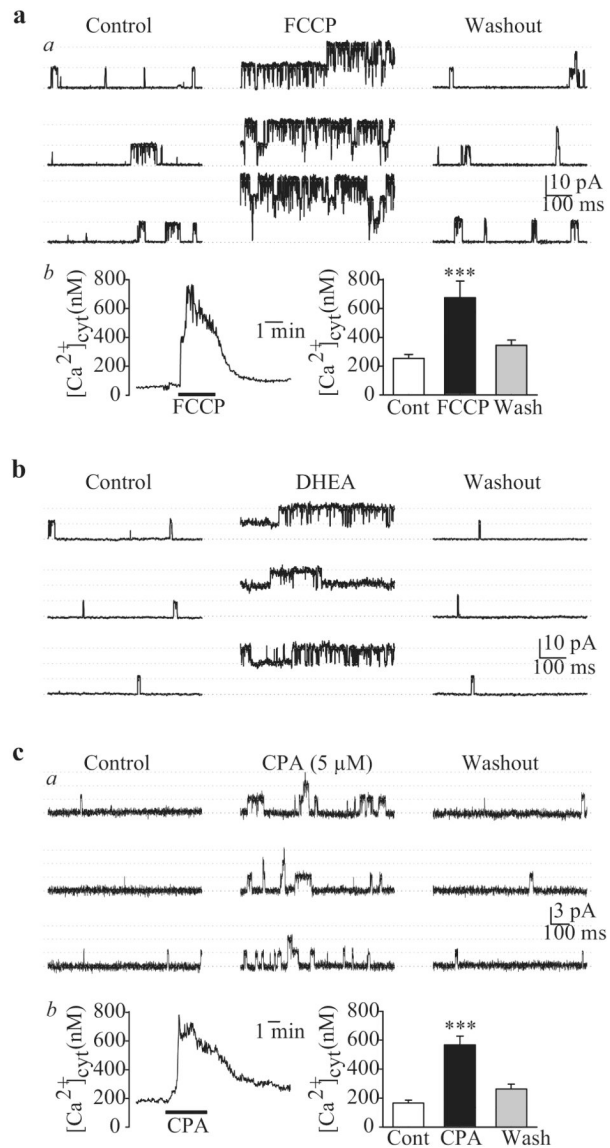 a
Control FCCP Washout
a
10 pA
100 ms
b
[Ca2+]cyt(nM)
800
600
400
200
0
1 min
FCCP
[Ca2+]cyt(nM)
800
600
400
200
0
***
Cont FCCP Wash
b
Control DHEA Washout
10 pA
100 ms
c
a
Control CPA (5 µM) Washout
3 pA
100 ms
b
[Ca2+]cyt(nM)
800
600
400
200
0
1 min
CPA
[Ca2+]cyt(nM)
800
600
400
200
0
***
Cont CPA Wash